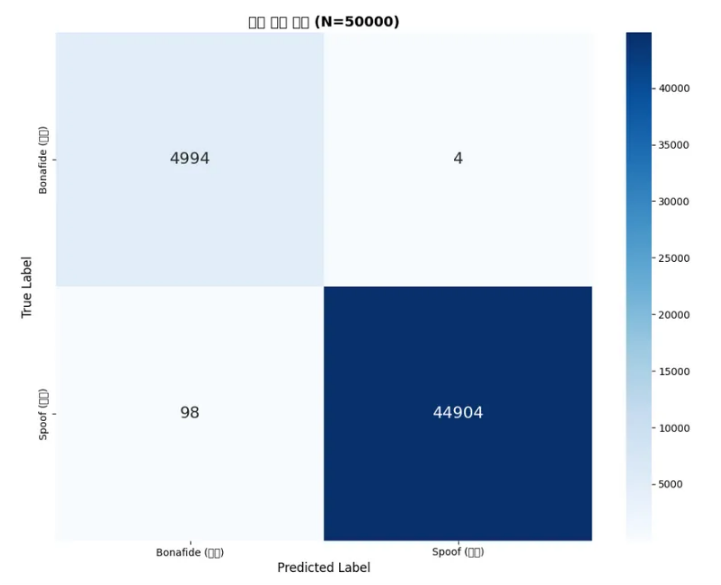 (N=50000)
Bonafide
4994
4
True Label
Spoof
98
44904
Bonafide
Spoof
Predicted Label
40000
35000
30000
25000
20000
15000
10000
5000